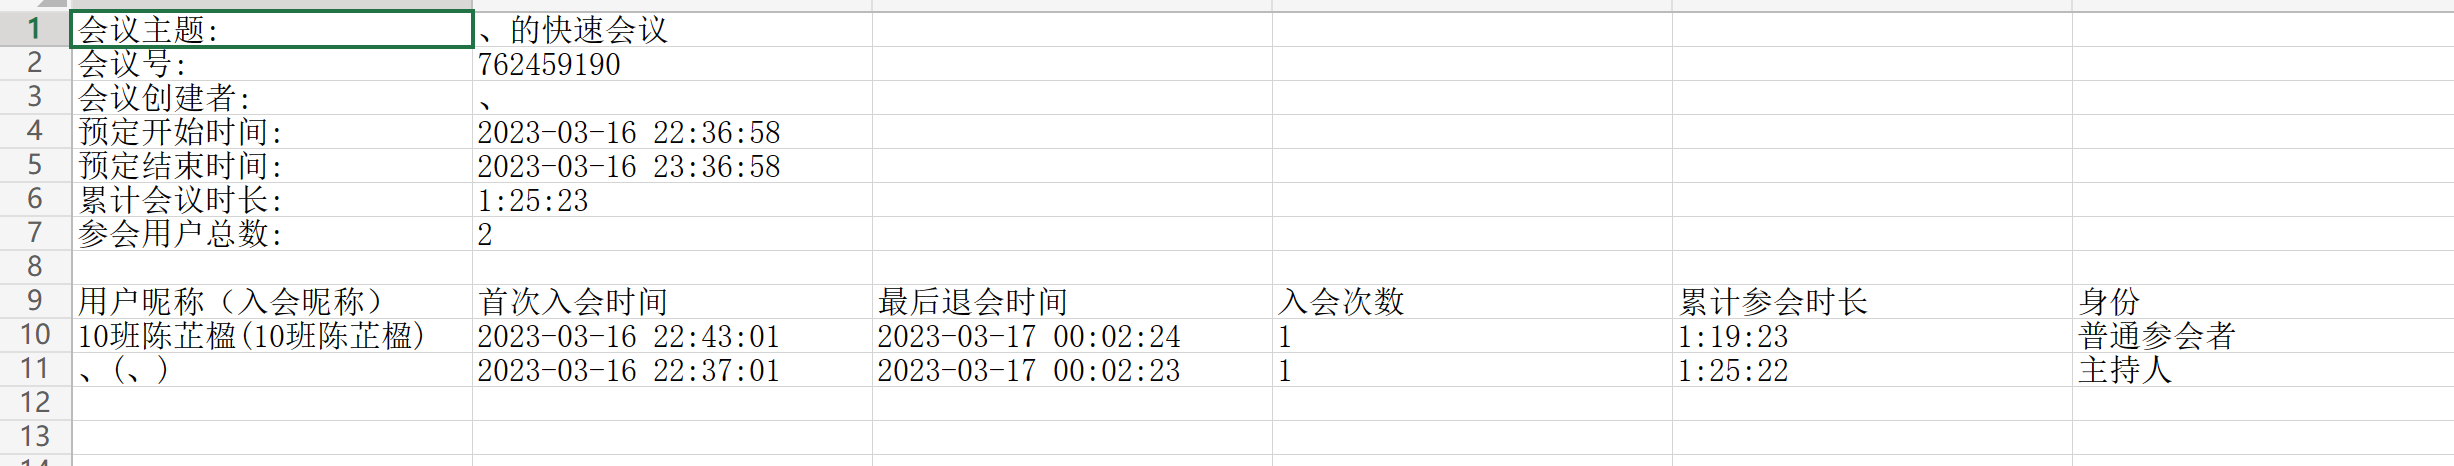 1 会议主题: 、的快速会议
2 会议号: 762459190
3 会议创建者: 、
4 预定开始时间: 2023-03-16 22:36:58
5 预定结束时间: 2023-03-16 23:36:58
6 累计会议时长: 1:25:23
7 参会用户总数: 2
8
9 用户昵称（入会昵称） 首次入会时间 最后退会时间 入会次数 累计参会时长 身份
10 10班陈芷楹(10班陈芷楹) 2023-03-16 22:43:01 2023-03-17 00:02:24 1 1:19:23 普通参会者
11 、(、) 2023-03-16 22:37:01 2023-03-17 00:02:23 1 1:25:22 主持人
12
13
14